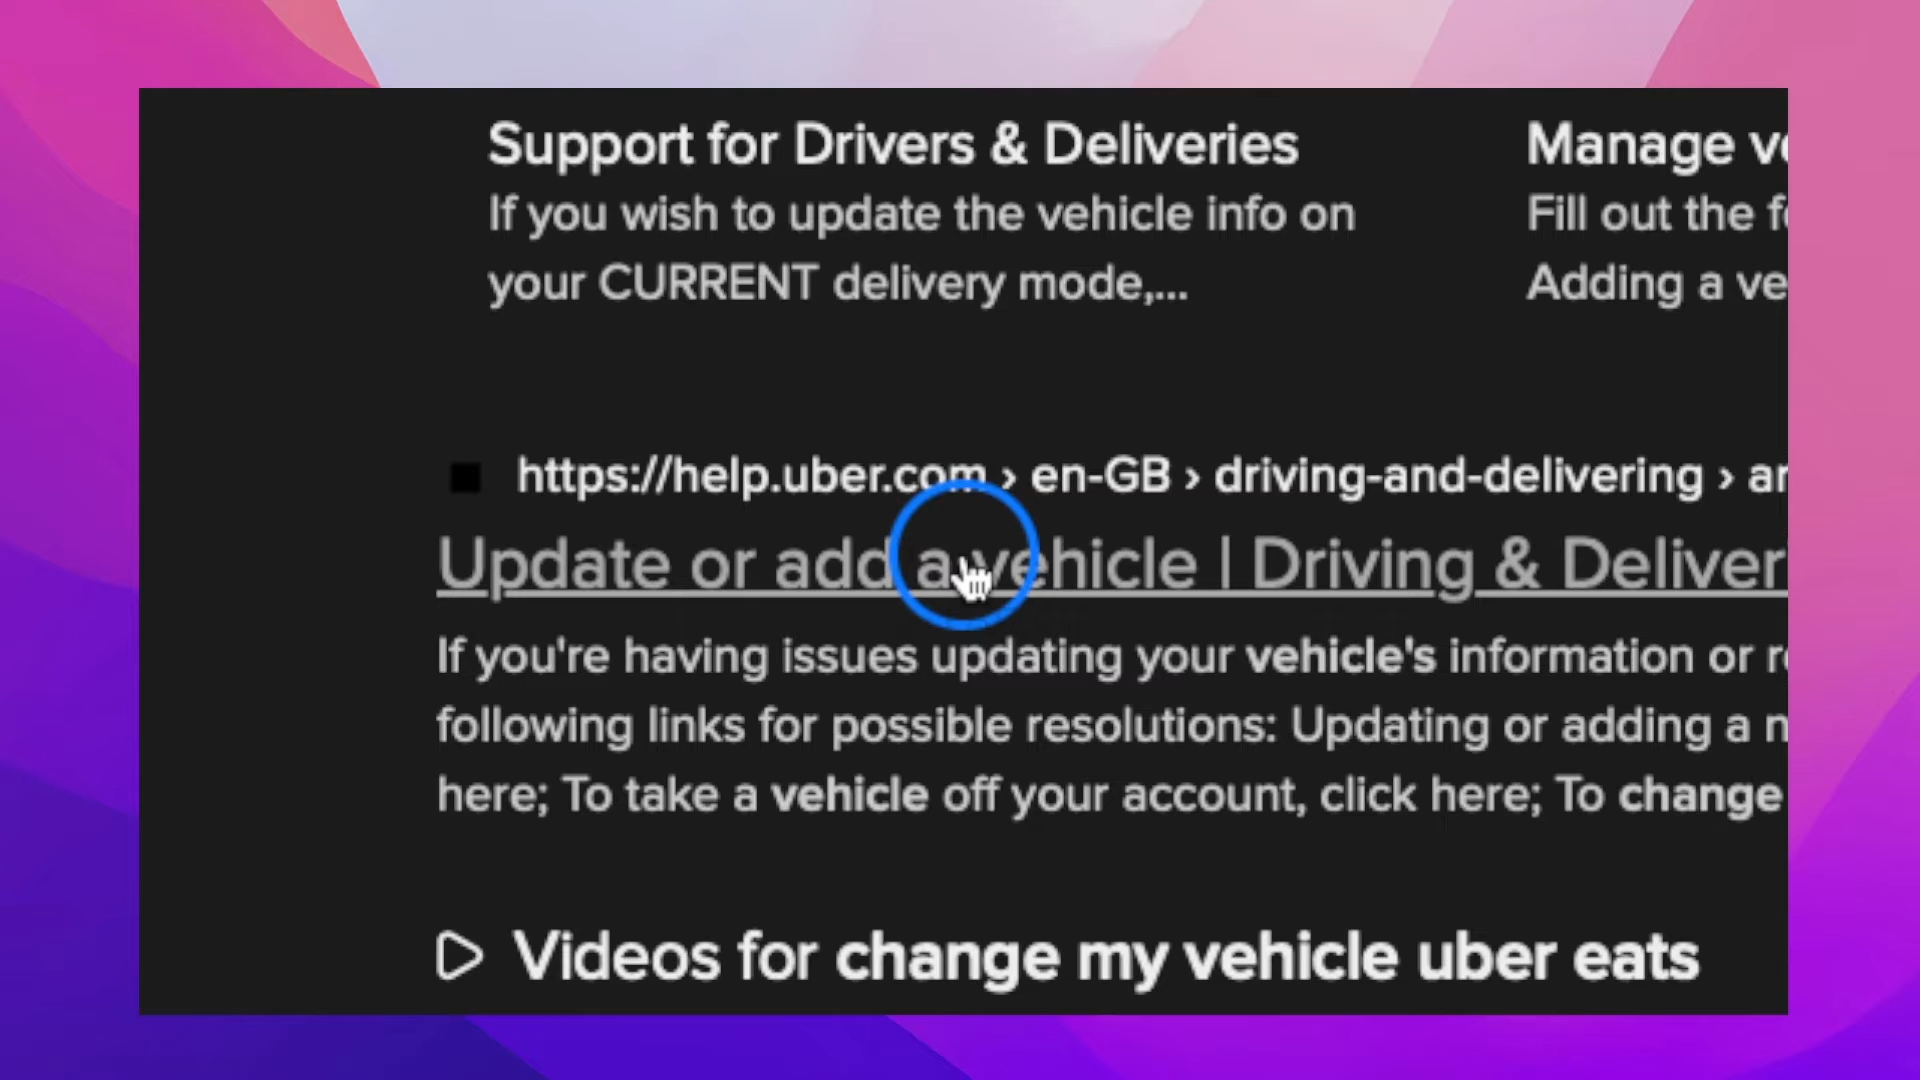 Support for Drivers & Deliveries
If you wish to update the vehicle info on
your CURRENT delivery mode,...
Manage
Fill out the
Adding a
https://help.uber.com › en-GB › driving-and-delivering ›
Update or add a vehicle | Driving &
If you're having issues updating your vehicle's information or
following links for possible resolutions: Updating or adding a
here; To take a vehicle off your account, click here; To change
Videos for change my vehicle uber eats